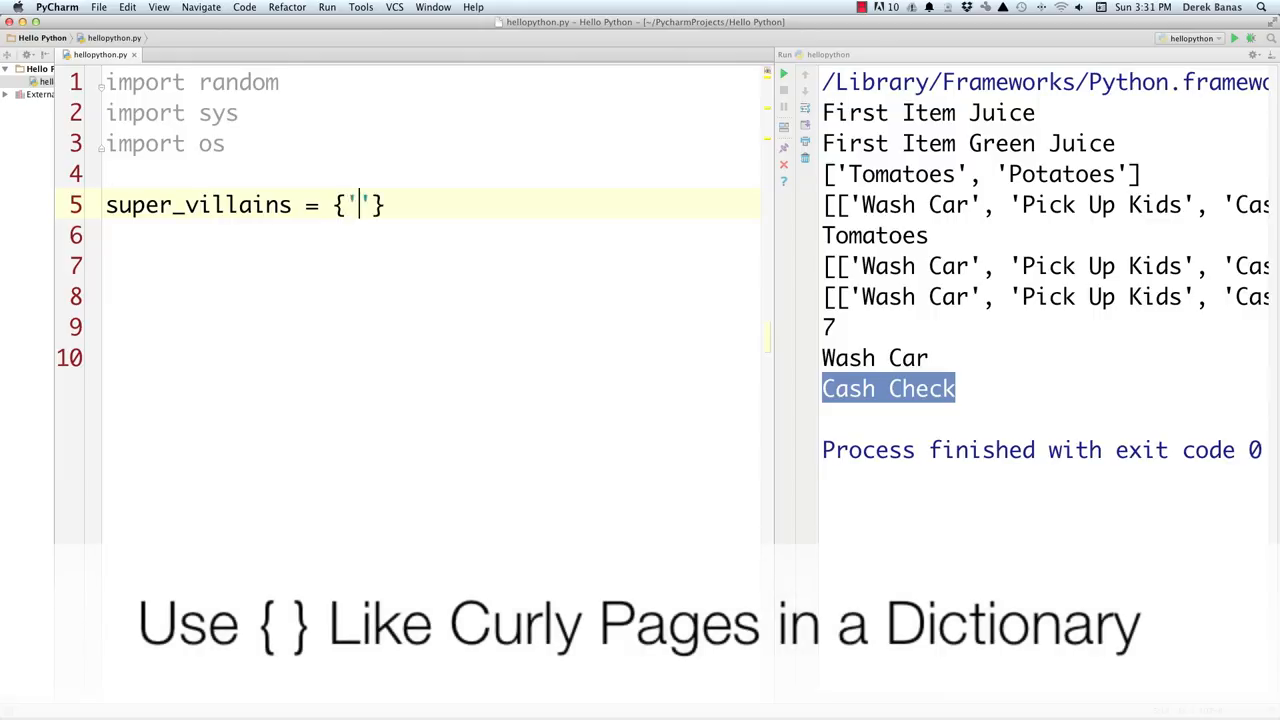 PyCharm File Edit View Navigate Code Refactor Run Tools VCS Window Help 10 Sun 3:31 PM Derek Banas
hellopython.py – Hello Python – [~/PycharmProjects/Hello Python]
Hello Python hellopython.py hellopython
hellopython.py Run hellopython
Hello P
hell
Extern
1 import random
2 import sys
3 import os
4
5 super_villains = {''}
6
7
8
9
10
/Library/Frameworks/Python.framewo
First Item Juice
First Item Green Juice
['Tomatoes', 'Potatoes']
[['Wash Car', 'Pick Up Kids', 'Cas
Tomatoes
[['Wash Car', 'Pick Up Kids', 'Cas
[['Wash Car', 'Pick Up Kids', 'Cas
7
Wash Car
Cash Check
Process finished with exit code 0
Use { } Like Curly Pages in a Dictionary